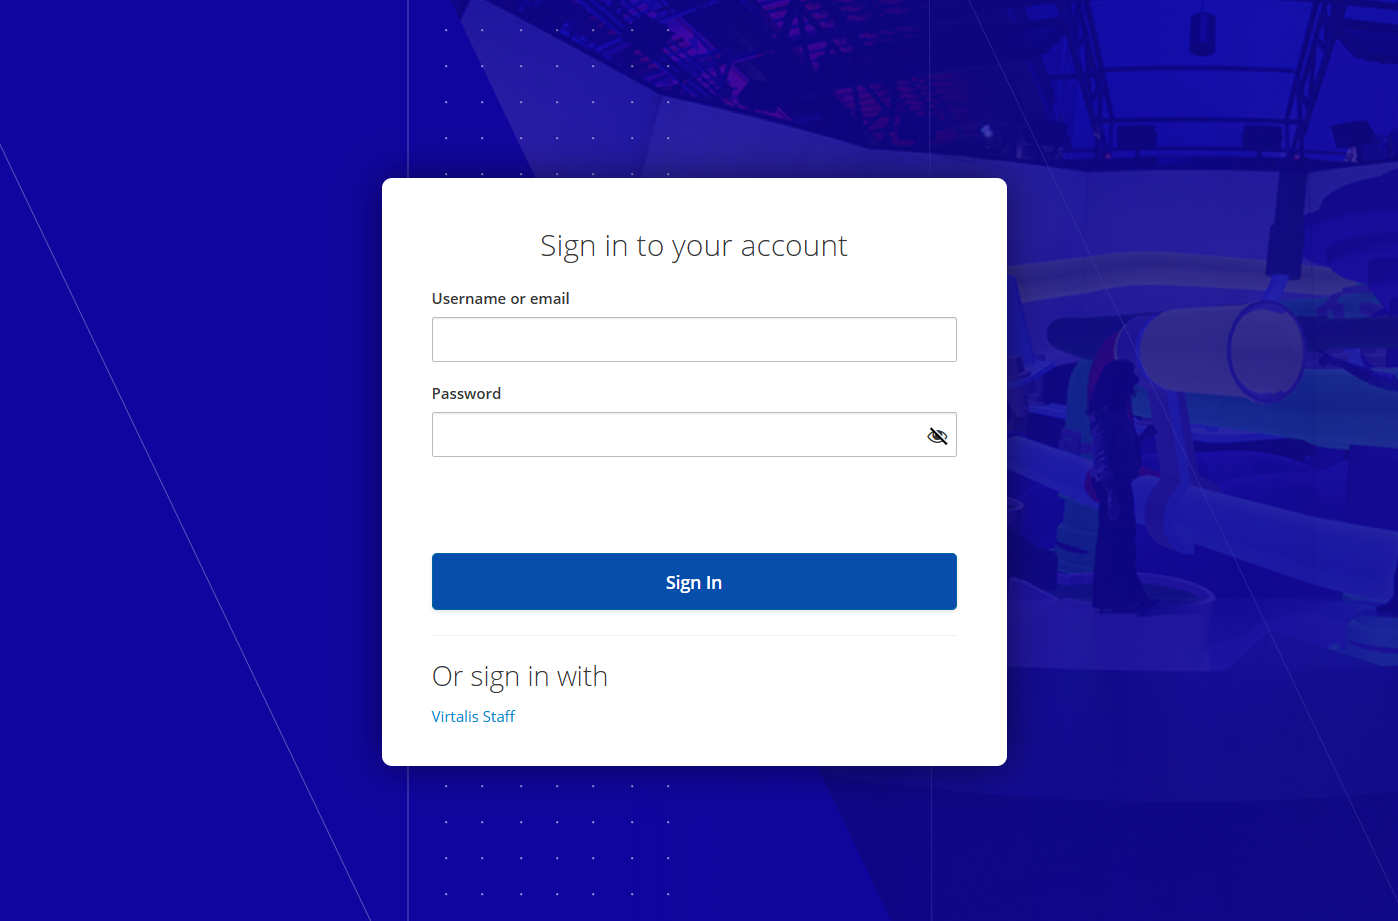 Sign in to your account
Username or email
Password
Sign In
Or sign in with
Virtalis Staff